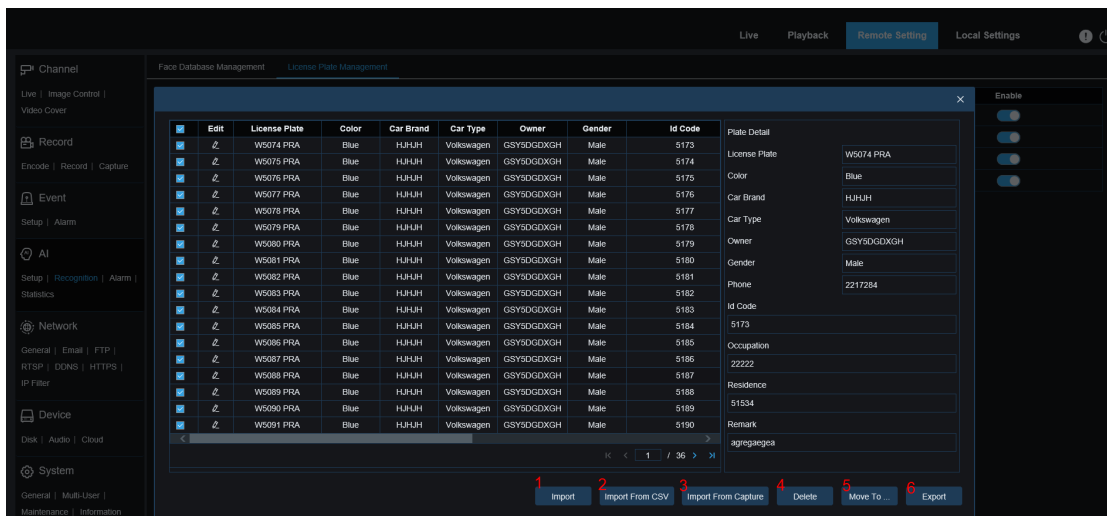 Live Playback Remote Setting Local Settings
Channel
Live | Image Control |
Video Cover
Record
Encode | Record | Capture
Event
Setup | Alarm
AI
Setup | Recognition | Alarm |
Statistics
Network
General | Email | FTP |
RTSP | DDNS | HTTPS |
IP Filter
Device
Disk | Audio | Cloud
System
General | Multi-User |
Maintenance | Information
Face Database Management License Plate Management
Enable
Edit License Plate Color Car Brand Car Type Owner Gender Id Code
W5074 PRA Blue HJHJH Volkswagen GSY5DGDXGH Male 5173
W5075 PRA Blue HJHJH Volkswagen GSY5DGDXGH Male 5174
W5076 PRA Blue HJHJH Volkswagen GSY5DGDXGH Male 5175
W5077 PRA Blue HJHJH Volkswagen GSY5DGDXGH Male 5176
W5078 PRA Blue HJHJH Volkswagen GSY5DGDXGH Male 5177
W5079 PRA Blue HJHJH Volkswagen GSY5DGDXGH Male 5178
W5080 PRA Blue HJHJH Volkswagen GSY5DGDXGH Male 5179
W5081 PRA Blue HJHJH Volkswagen GSY5DGDXGH Male 5180
W5082 PRA Blue HJHJH Volkswagen GSY5DGDXGH Male 5181
W5083 PRA Blue HJHJH Volkswagen GSY5DGDXGH Male 5182
W5084 PRA Blue HJHJH Volkswagen GSY5DGDXGH Male 5183
W5085 PRA Blue HJHJH Volkswagen GSY5DGDXGH Male 5184
W5086 PRA Blue HJHJH Volkswagen GSY5DGDXGH Male 5185
W5087 PRA Blue HJHJH Volkswagen GSY5DGDXGH Male 5186
W5088 PRA Blue HJHJH Volkswagen GSY5DGDXGH Male 5187
W5089 PRA Blue HJHJH Volkswagen GSY5DGDXGH Male 5188
W5090 PRA Blue HJHJH Volkswagen GSY5DGDXGH Male 5189
W5091 PRA Blue HJHJH Volkswagen GSY5DGDXGH Male 5190
1 / 36
Plate Detail
License Plate W5074 PRA
Color Blue
Car Brand HJHJH
Car Type Volkswagen
Owner GSY5DGDXGH
Gender Male
Phone 2217284
Id Code
5173
Occupation
22222
Residence
51534
Remark
agregaegea
1 2 3 4 5 6
Import Import From CSV Import From Capture Delete Move To ... Export